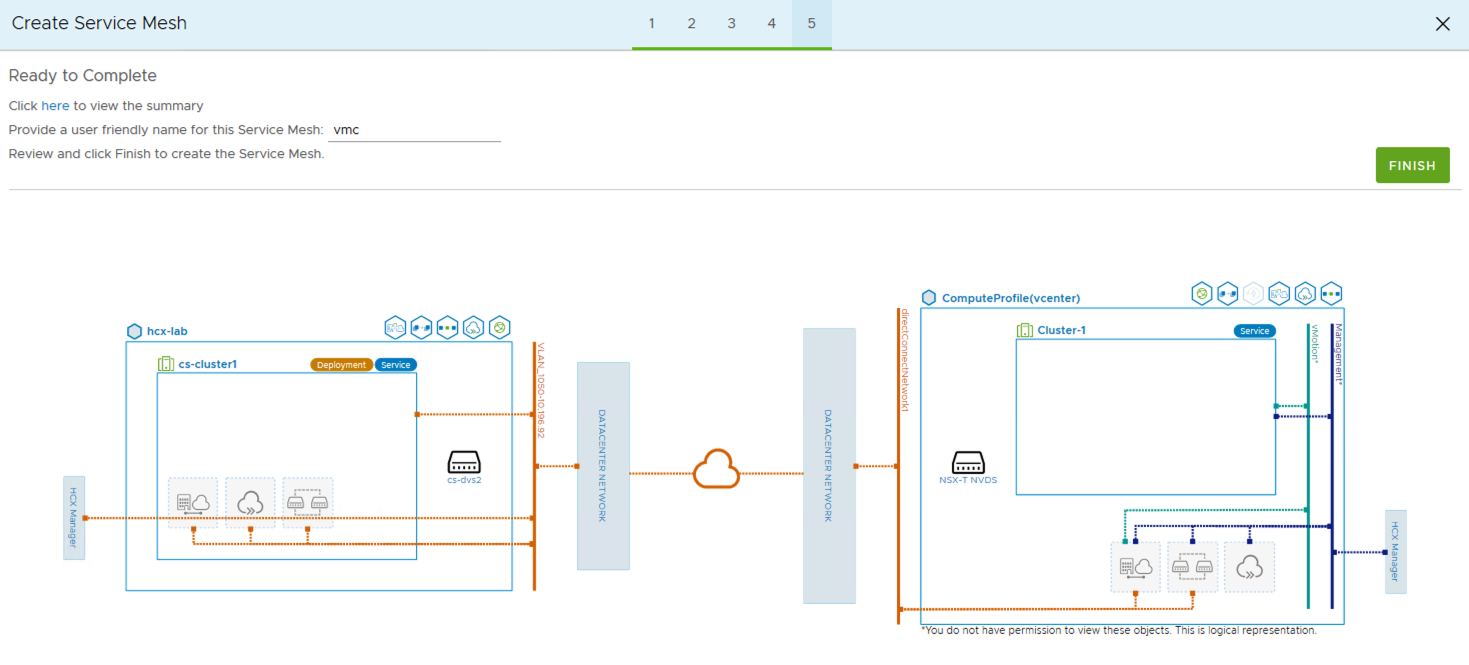 Create Service Mesh
1 2 3 4 5
Ready to Complete
Click here to view the summary
Provide a user friendly name for this Service Mesh: vmc
Review and click Finish to create the Service Mesh.
FINISH
hcx-lab
cs-cluster1
Deployment
Service
cs-dvs2
HCX Manager
VLAN_1050-10.196.92
DATACENTER NETWORK
DATACENTER NETWORK
directConnectNetwork1
ComputeProfile(vcenter)
Cluster-1
Service
NSX-T NVDS
vMotion*
Management*
HCX Manager
*You do not have permission to view these objects. This is logical representation.